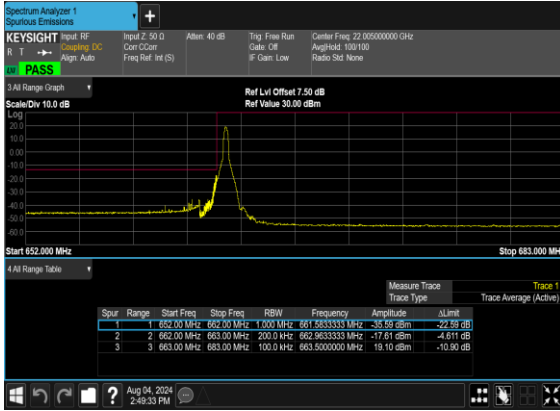 Spectrum Analyzer 1
Spurious Emissions
+
KEYSIGHT Input: RF Input Z: 50 Ω Atten: 40 dB Trig: Free Run Center Freq: 22.005000000 GHz
R T Coupling: DC Corr CCorr Gate: Off Avg|Hold: 100/100
Align: Auto Freq Ref: Int (S) IF Gain: Low Radio Std: None
PASS
3 All Range Graph
Ref Lvl Offset 7.50 dB
Scale/Div 10.0 dB Ref Value 30.00 dBm
Log
20.0
10.0
0.00
-10.0
-20.0
-30.0
-40.0
-50.0
-60.0
Start 652.000 MHz Stop 683.000 MH
4 All Range Table
Measure Trace Trace 1
Trace Type Trace Average (Active)
Spur Range Start Freq Stop Freq RBW Frequency Amplitude ΔLimit
1 1 652.00 MHz 662.00 MHz 1.000 MHz 661.5833333 MHz -35.59 dBm -22.59 dB
2 2 662.00 MHz 663.00 MHz 200.0 kHz 662.9633333 MHz -17.61 dBm -4.611 dB
3 3 663.00 MHz 683.00 MHz 100.0 kHz 663.5000000 MHz 19.10 dBm -10.90 dB
? Aug 04, 2024
2:49:33 PM